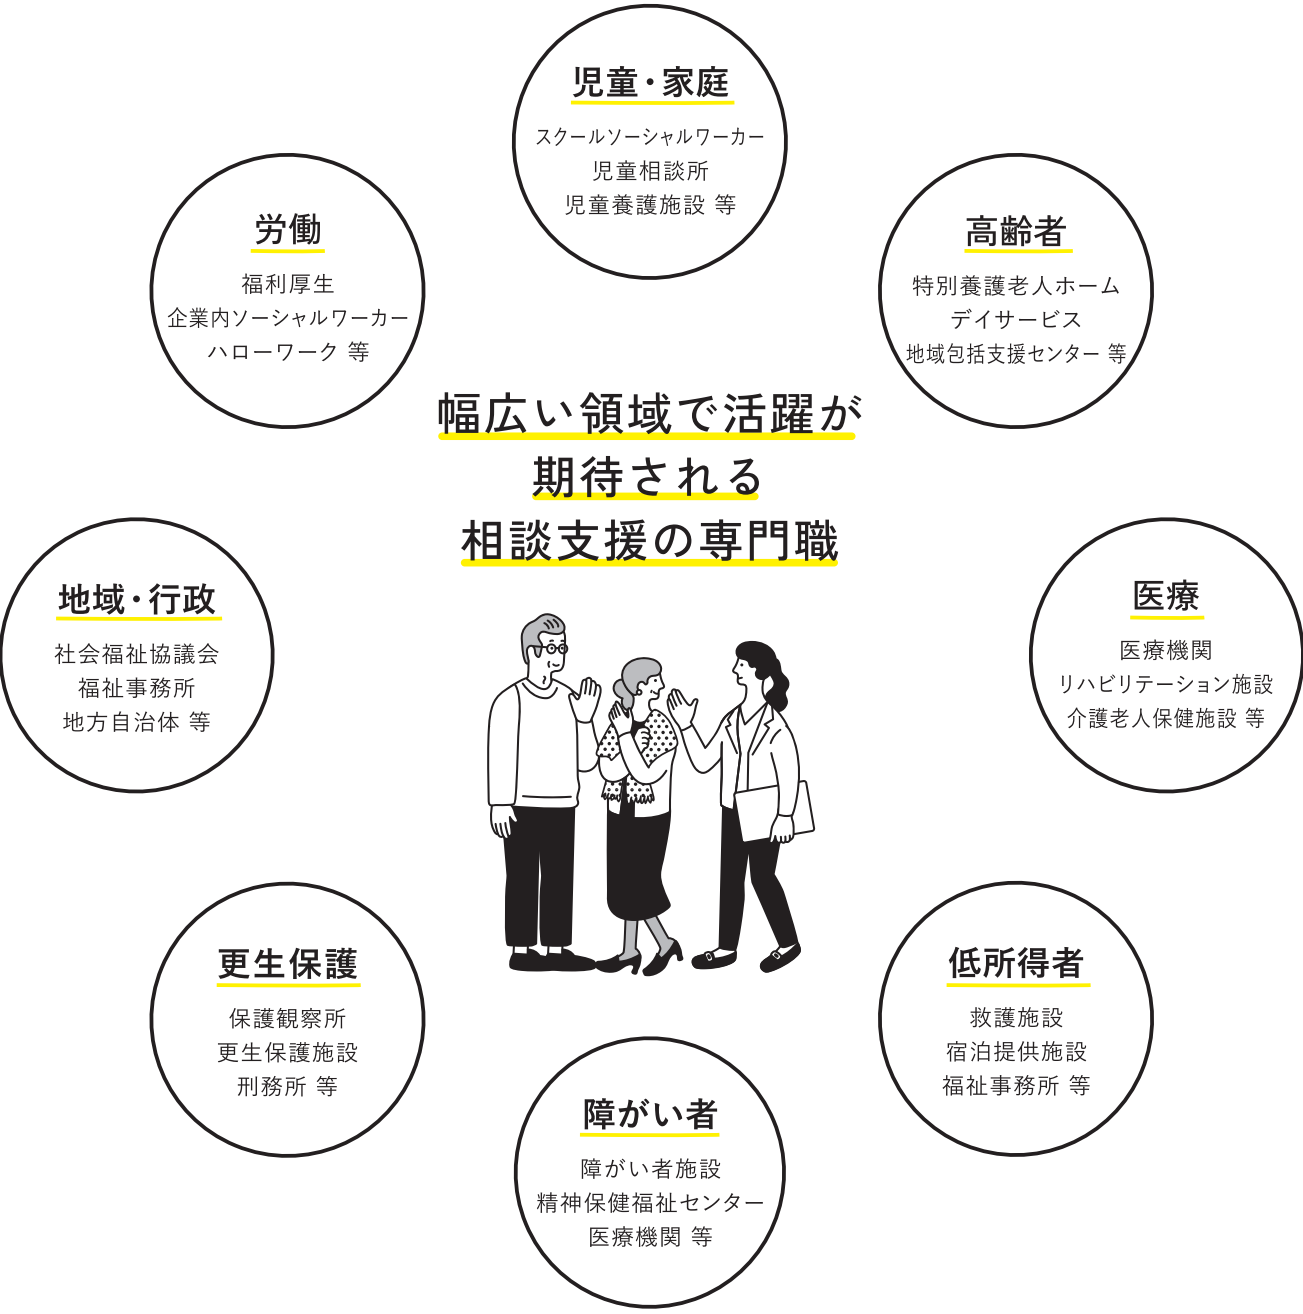 児童・家庭
スクールソーシャルワーカー
児童相談所
児童養護施設 等
労働
福利厚生
企業内ソーシャルワーカー
ハローワーク 等
高齢者
特別養護老人ホーム
デイサービス
地域包括支援センター 等
幅広い領域で活躍が
期待される
相談支援の専門職
地域・行政
社会福祉協議会
福祉事務所
地方自治体 等
医療
医療機関
リハビリテーション施設
介護老人保健施設 等
更生保護
保護観察所
更生保護施設
刑務所 等
低所得者
救護施設
宿泊提供施設
福祉事務所 等
障がい者
障がい者施設
精神保健福祉センター
医療機関 等